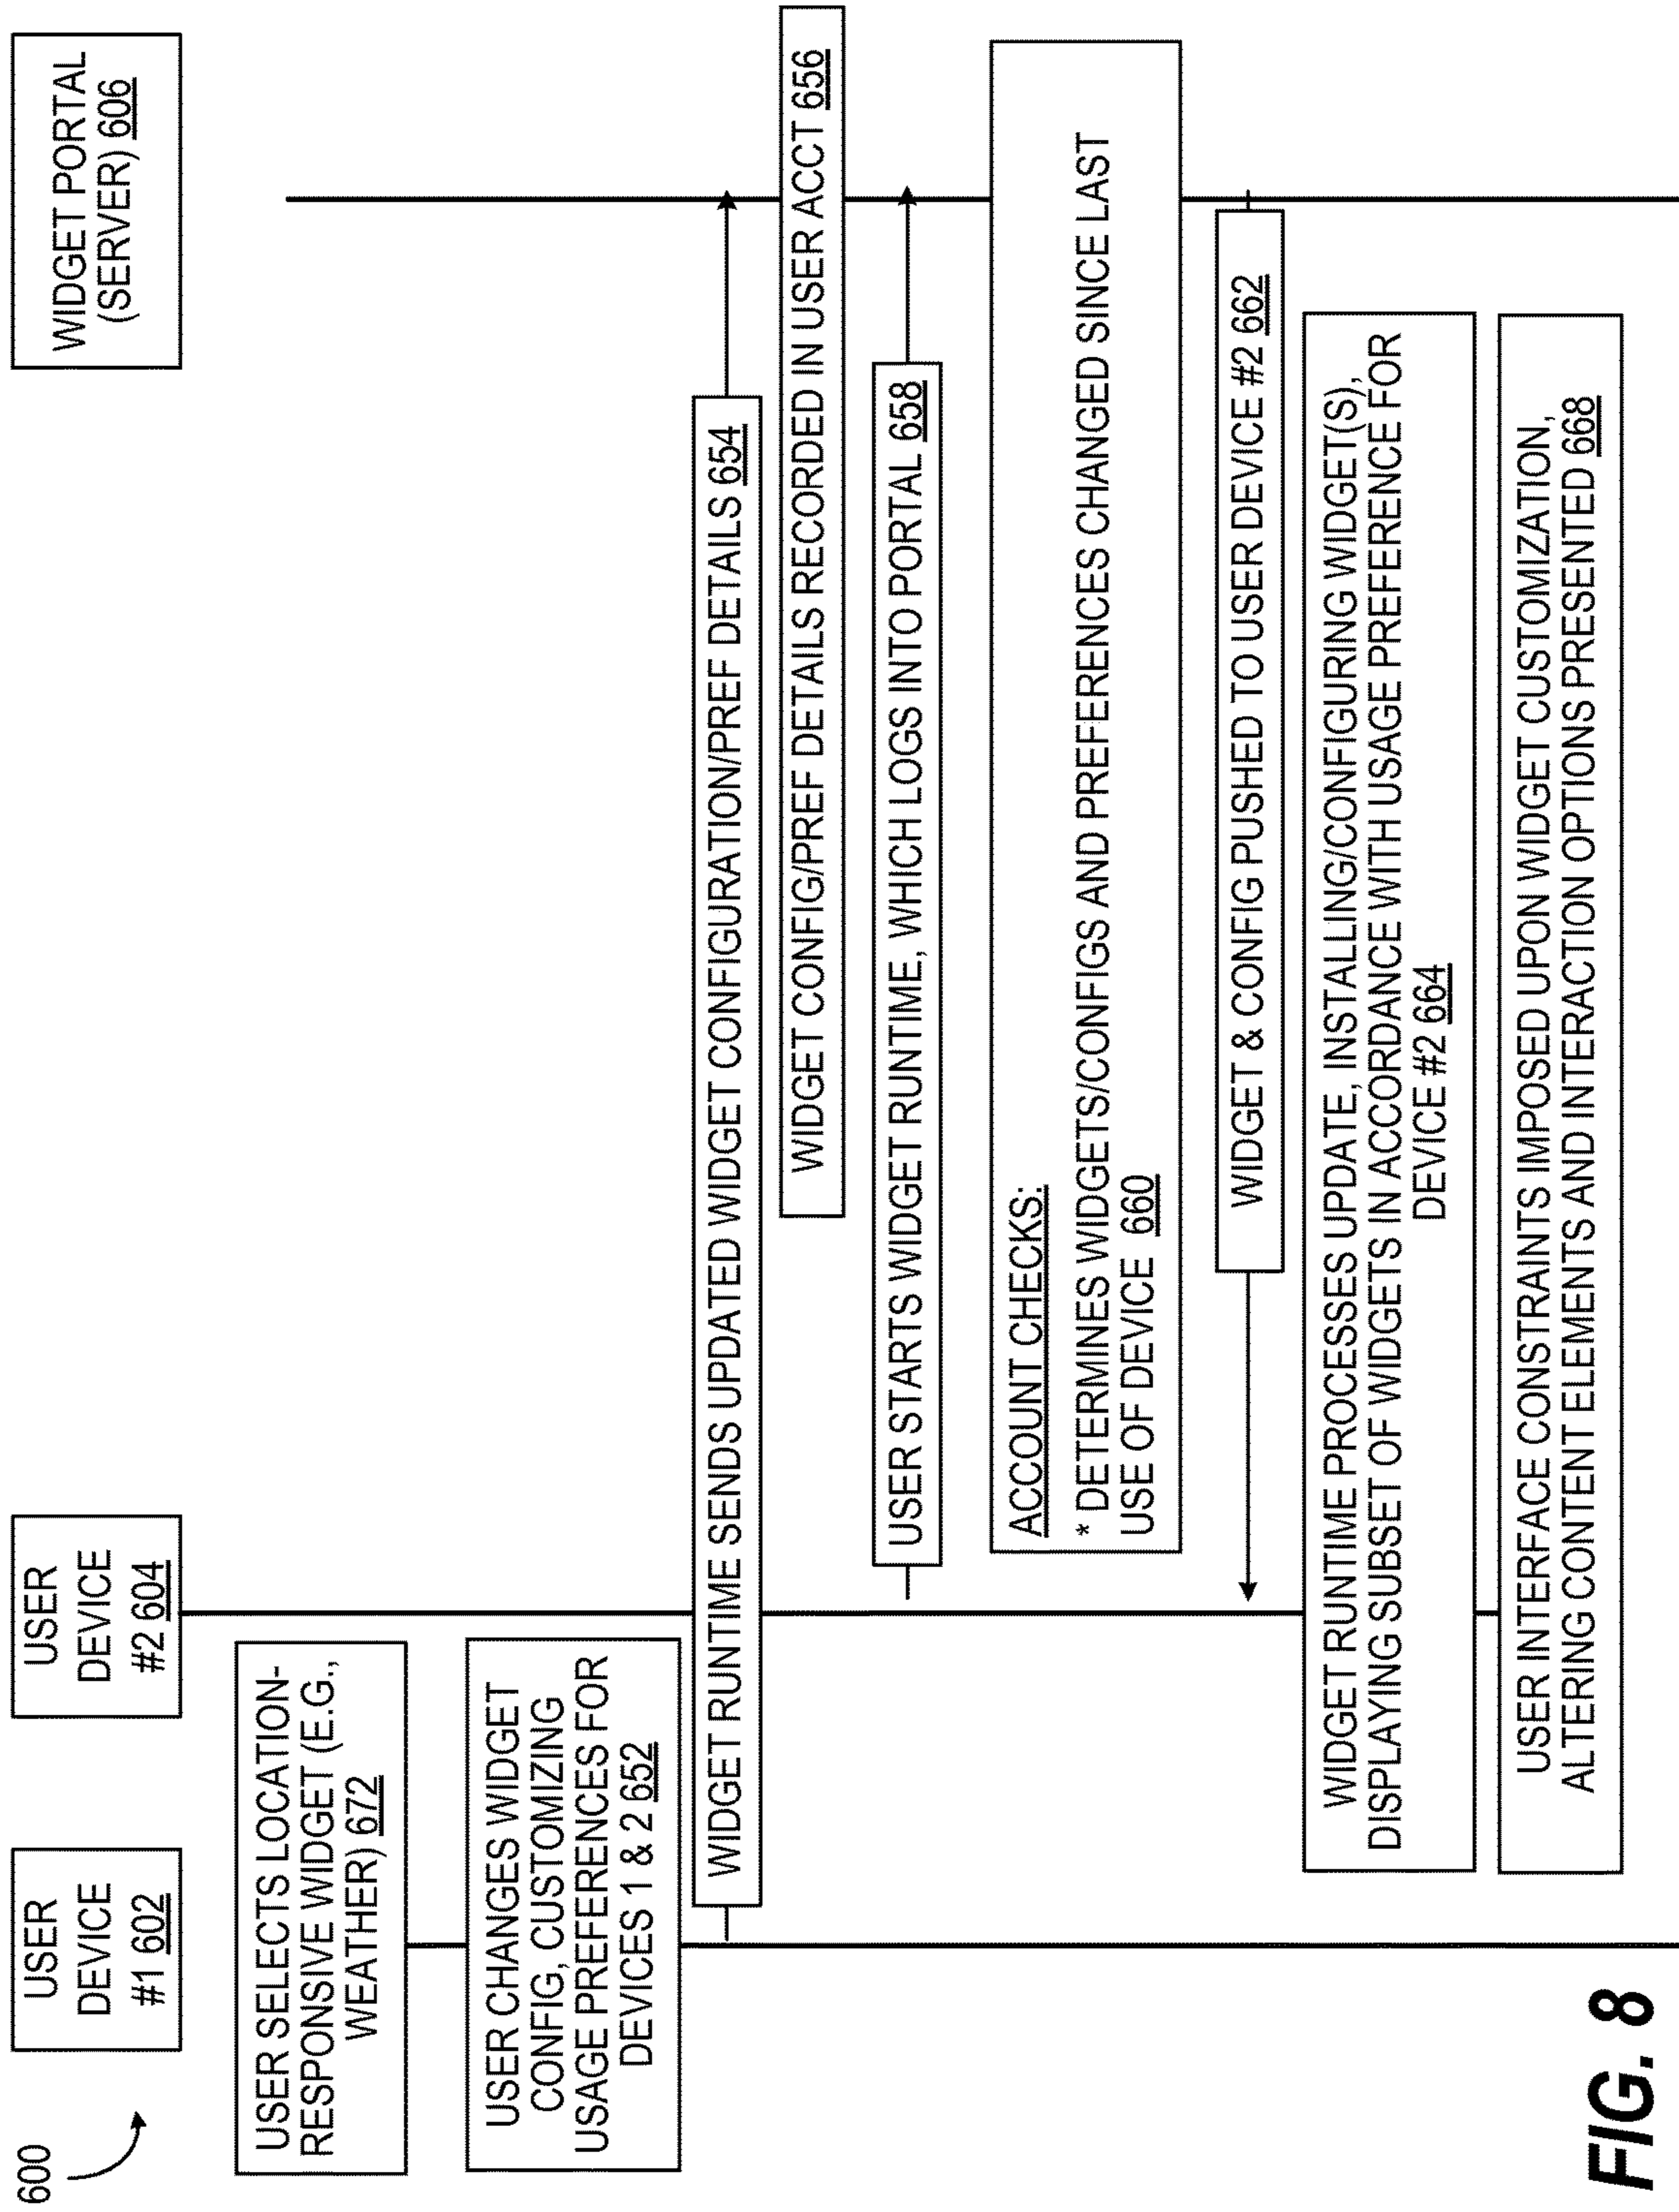 600
USER
DEVICE
#1 602
USER
DEVICE
#2 604
WIDGET PORTAL
(SERVER) 606
USER SELECTS LOCATION-
RESPONSIVE WIDGET (E.G.,
WEATHER) 672
USER CHANGES WIDGET
CONFIG, CUSTOMIZING
USAGE PREFERENCES FOR
DEVICES 1 & 2 652
WIDGET RUNTIME SENDS UPDATED WIDGET CONFIGURATION/PREF DETAILS 654
WIDGET CONFIG/PREF DETAILS RECORDED IN USER ACCT 656
USER STARTS WIDGET RUNTIME, WHICH LOGS INTO PORTAL 658
ACCOUNT CHECKS:
* DETERMINES WIDGETS/CONFIGS AND PREFERENCES CHANGED SINCE LAST
USE OF DEVICE 660
WIDGET & CONFIG PUSHED TO USER DEVICE #2 662
WIDGET RUNTIME PROCESSES UPDATE, INSTALLING/CONFIGURING WIDGET(S),
DISPLAYING SUBSET OF WIDGETS IN ACCORDANCE WITH USAGE PREFERENCE FOR
DEVICE #2 664
USER INTERFACE CONSTRAINTS IMPOSED UPON WIDGET CUSTOMIZATION,
ALTERING CONTENT ELEMENTS AND INTERACTION OPTIONS PRESENTED 668
FIG. 8